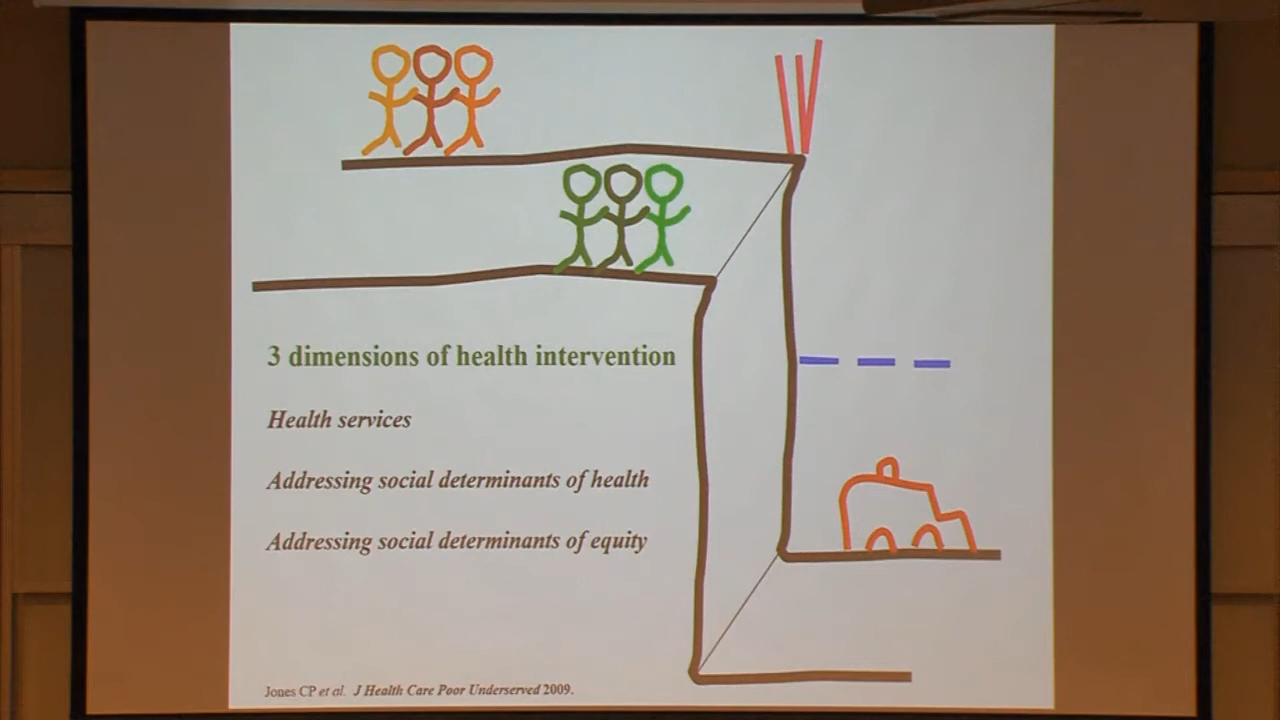 3 dimensions of health intervention
Health services
Addressing social determinants of health
Addressing social determinants of equity
Jones CP et al. J Health Care Poor Underserved 2009.